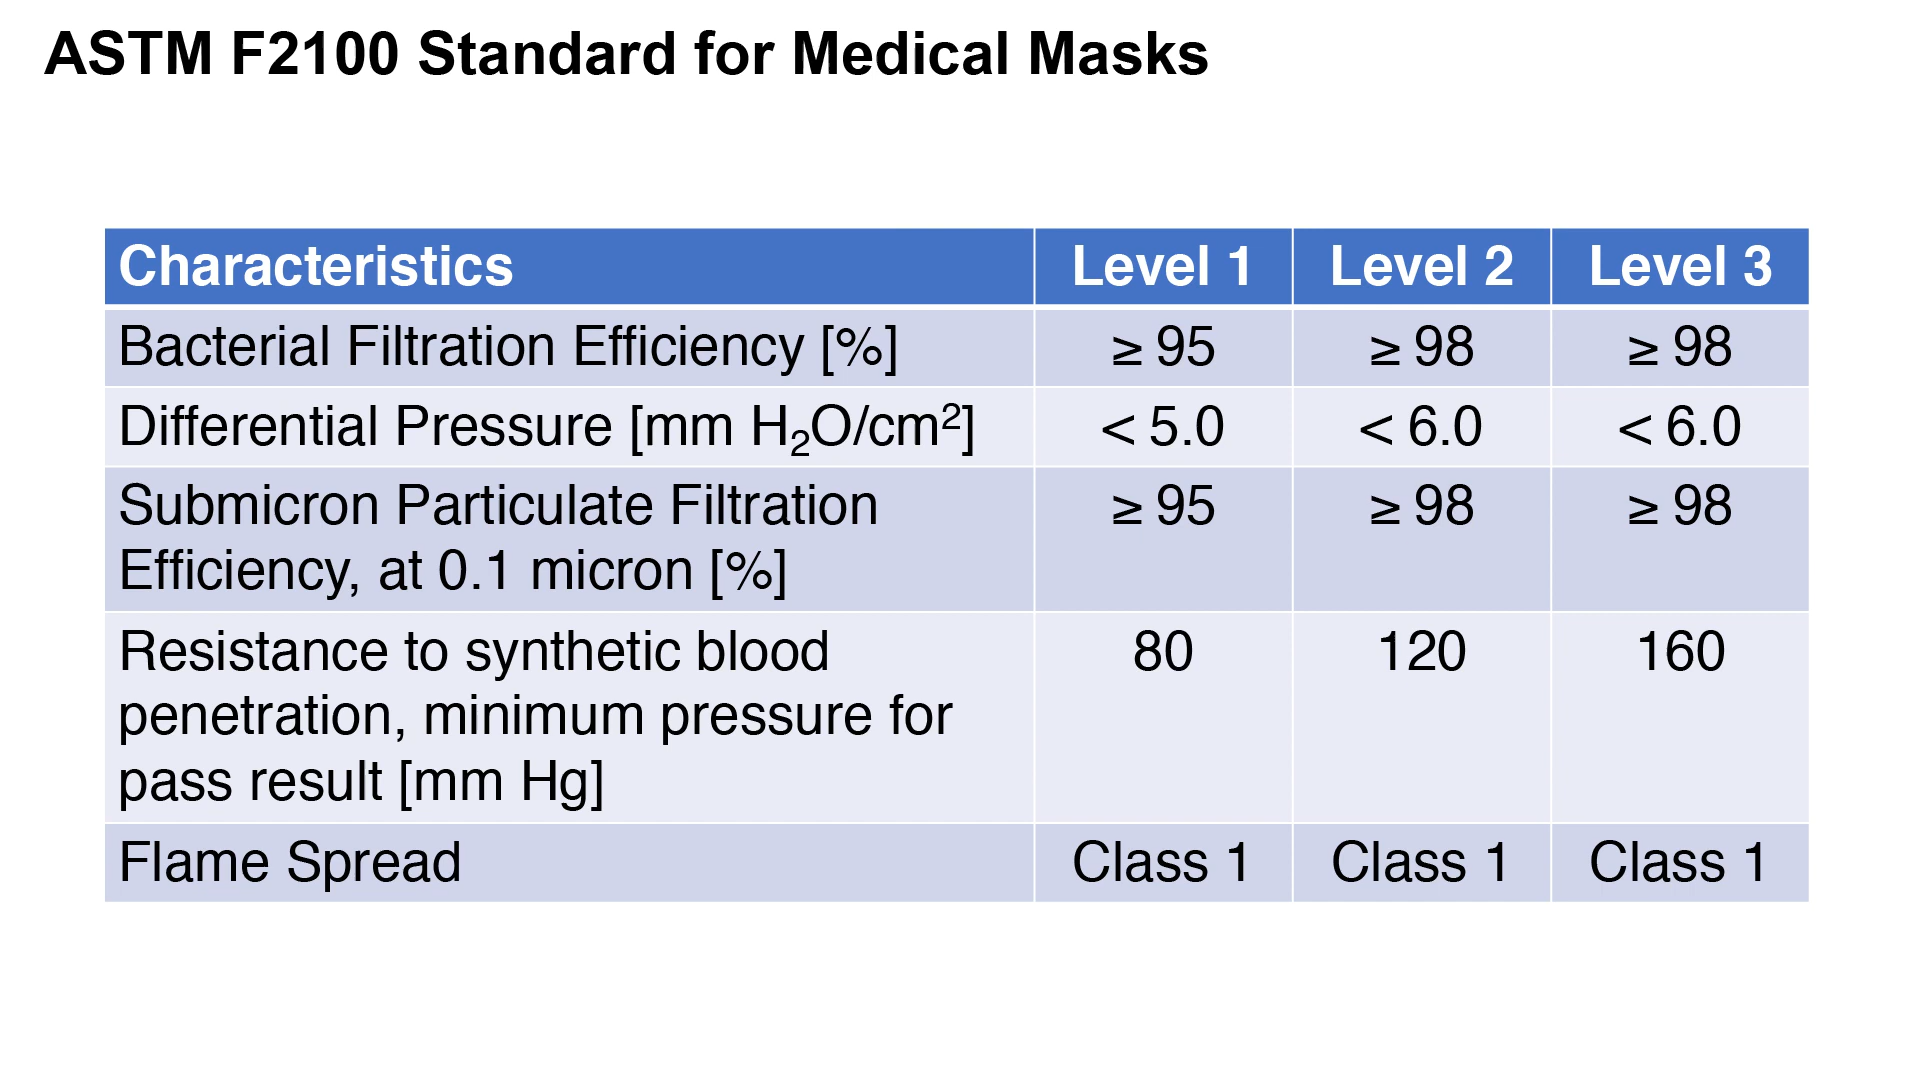 ASTM F2100 Standard for Medical Masks
Characteristics Level 1 Level 2 Level 3
Bacterial Filtration Efficiency [%] ≥ 95 ≥ 98 ≥ 98
Differential Pressure [mm H₂O/cm²] < 5.0 < 6.0 < 6.0
Submicron Particulate Filtration ≥ 95 ≥ 98 ≥ 98
Efficiency, at 0.1 micron [%]
Resistance to synthetic blood 80 120 160
penetration, minimum pressure for
pass result [mm Hg]
Flame Spread Class 1 Class 1 Class 1